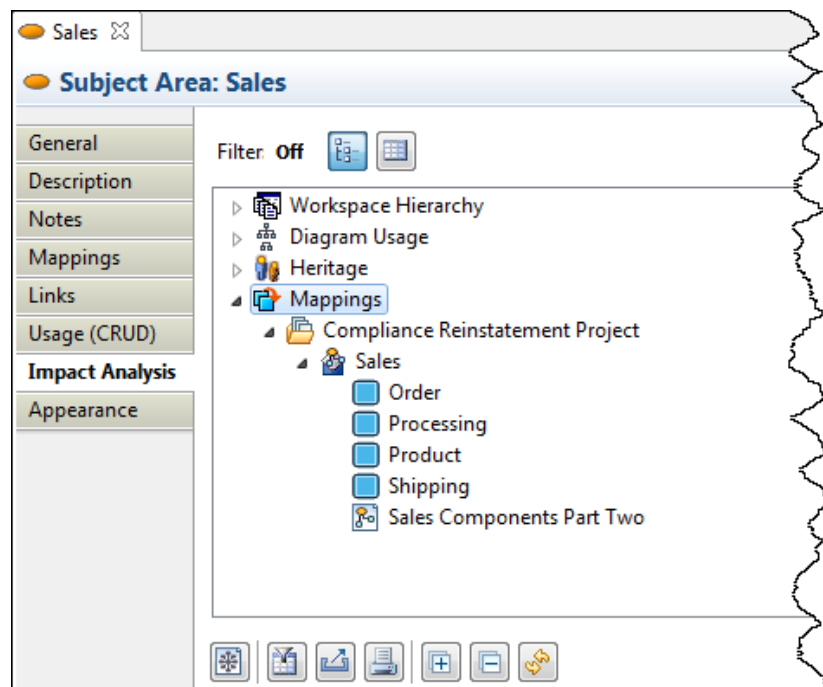 Sales
Subject Area: Sales
General
Description
Notes
Mappings
Links
Usage (CRUD)
Impact Analysis
Appearance
Filter: Off
Workspace Hierarchy
Diagram Usage
Heritage
Mappings
Compliance Reinstatement Project
Sales
Order
Processing
Product
Shipping
Sales Components Part Two